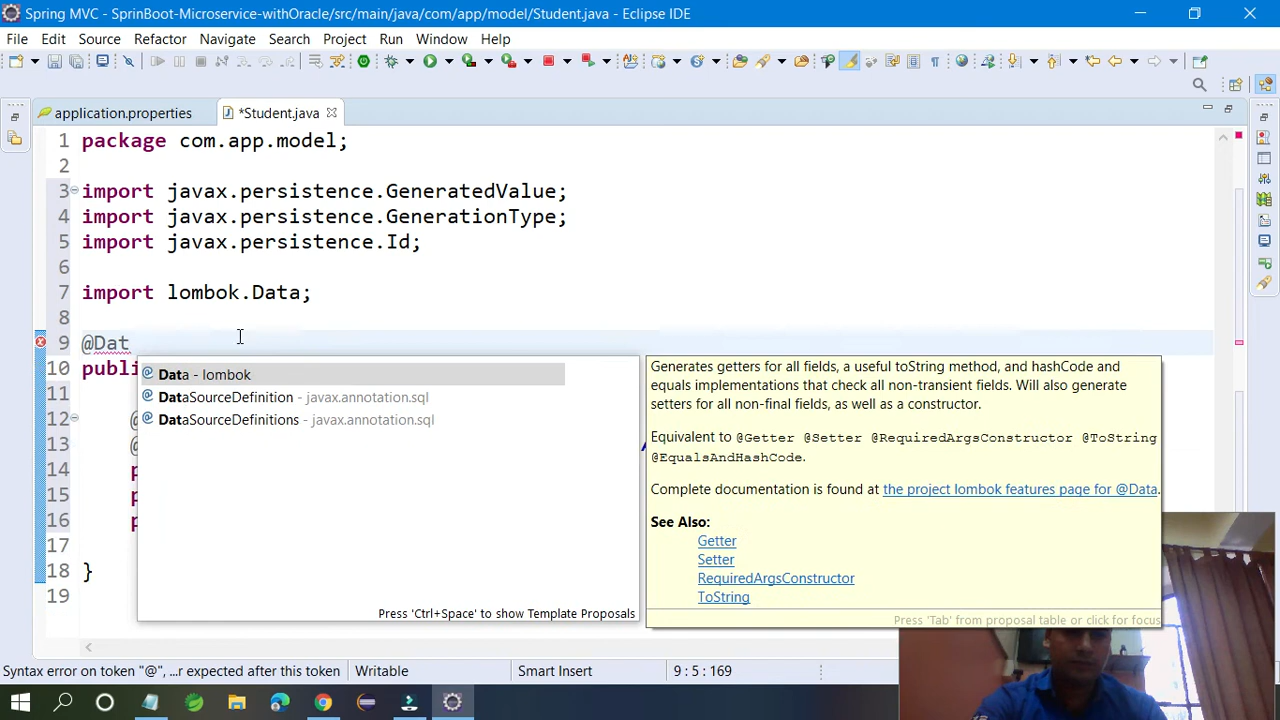 Spring MVC - SprinBoot-Microservice-withOracle/src/main/java/com/app/model/Student.java - Eclipse IDE
File Edit Source Refactor Navigate Search Project Run Window Help
application.properties *Student.java
1 package com.app.model;
2
3 import javax.persistence.GeneratedValue;
4 import javax.persistence.GenerationType;
5 import javax.persistence.Id;
6
7 import lombok.Data;
8
9 @Dat
10 publi
11
12 @
13 @
14 p
15 p
16 p
17
18 }
19
Data - lombok
DataSourceDefinition - javax.annotation.sql
DataSourceDefinitions - javax.annotation.sql
Press 'Ctrl+Space' to show Template Proposals
Generates getters for all fields, a useful toString method, and hashCode and
equals implementations that check all non-transient fields. Will also generate
setters for all non-final fields, as well as a constructor.
Equivalent to @Getter @Setter @RequiredArgsConstructor @ToString
@EqualsAndHashCode.
Complete documentation is found at the project lombok features page for @Data.
See Also:
Getter
Setter
RequiredArgsConstructor
ToString
Press 'Tab' from proposal table or click for focus
Syntax error on token "@", ...r expected after this token Writable Smart Insert 9 : 5 : 169